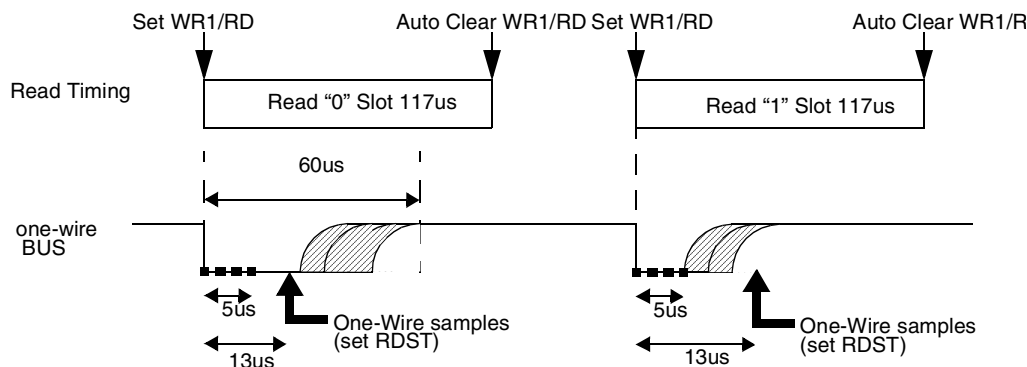 Set WR1/RD
Auto Clear WR1/RD
Set WR1/RD
Auto Clear WR1/R
Read Timing
Read “0” Slot 117us
Read “1” Slot 117us
60us
one-wire
BUS
5us
One-Wire samples
(set RDST)
13us
5us
One-Wire samples
(set RDST)
13us